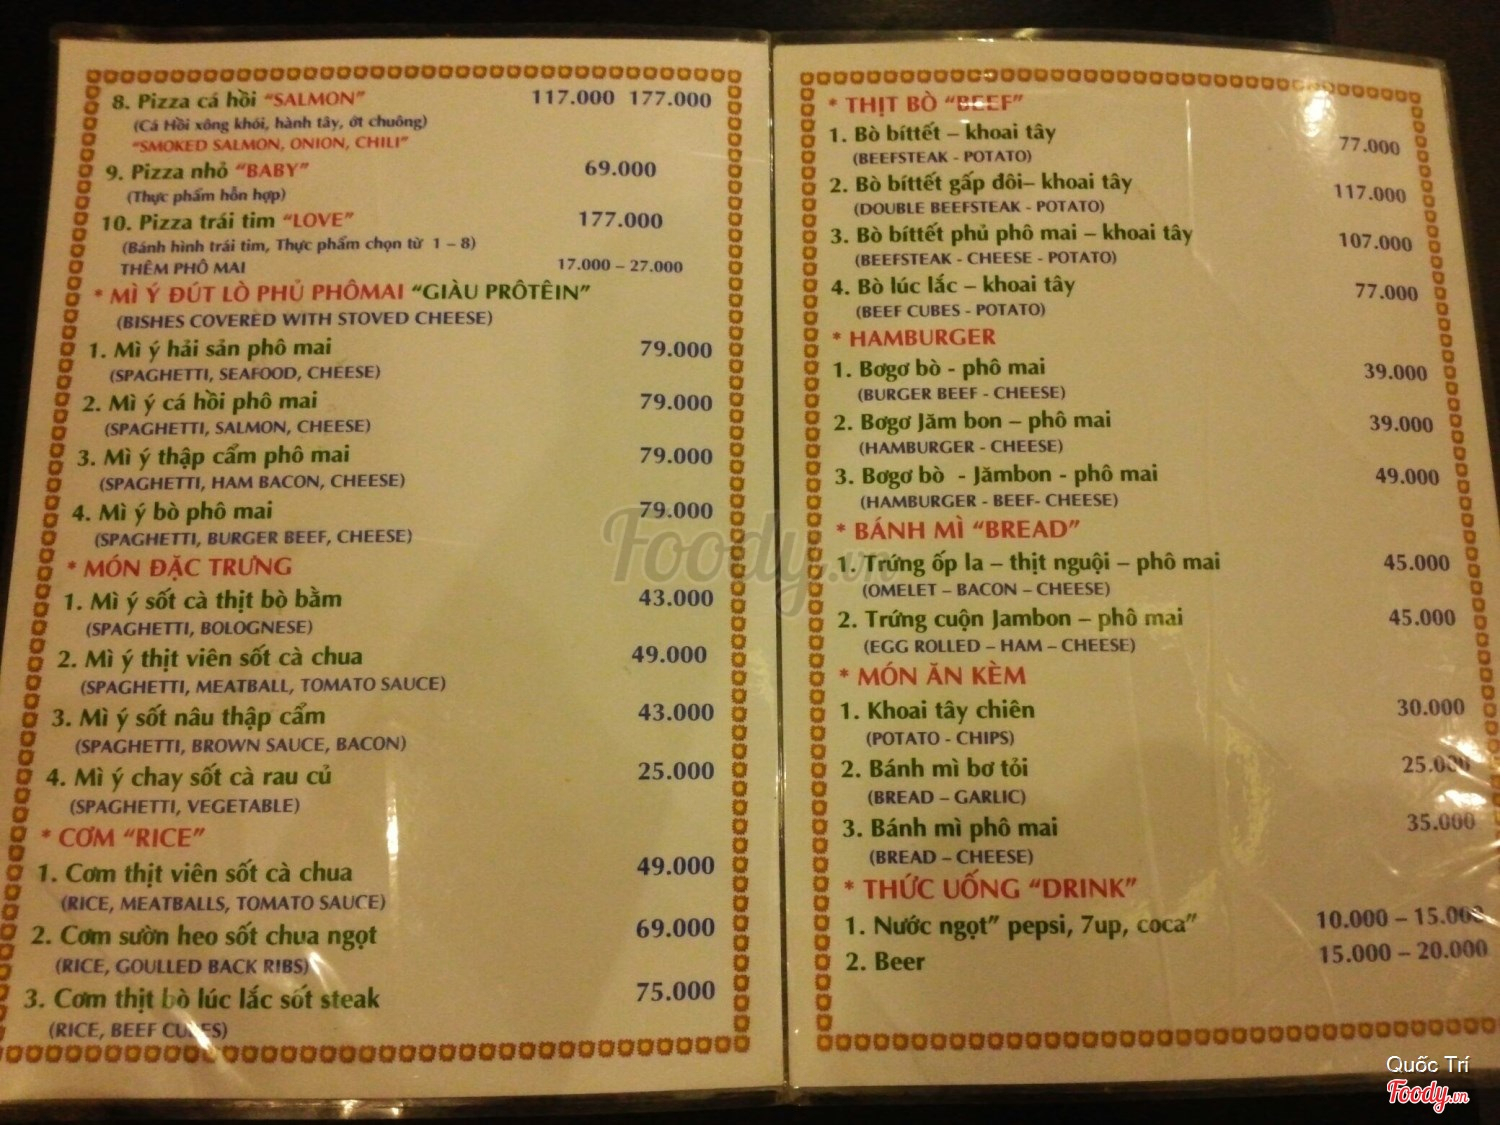 8. Pizza cá hồi “SALMON” 117.000 177.000
(Cá Hồi xông khói, hành tây, ớt chuông)
“SMOKED SALMON, ONION, CHILI”
9. Pizza nhỏ “BABY” 69.000
(Thực phẩm hỗn hợp)
10. Pizza trái tim “LOVE” 177.000
(Bánh hình trái tim, Thực phẩm chọn từ 1 – 8)
THÊM PHÔ MAI 17.000 – 27.000
* MÌ Ý ĐÚT LÒ PHỦ PHÔMAI “GIÀU PRÔTÊIN”
(BISHES COVERED WITH STOVED CHEESE)
1. Mì ý hải sản phô mai 79.000
(SPAGHETTI, SEAFOOD, CHEESE)
2. Mì ý cá hồi phô mai 79.000
(SPAGHETTI, SALMON, CHEESE)
3. Mì ý thập cẩm phô mai 79.000
(SPAGHETTI, HAM BACON, CHEESE)
4. Mì ý bò phô mai 79.000
(SPAGHETTI, BURGER BEEF, CHEESE)
* MÓN ĐẶC TRƯNG
1. Mì ý sốt cà thịt bò bằm 43.000
(SPAGHETTI, BOLOGNESE)
2. Mì ý thịt viên sốt cà chua 49.000
(SPAGHETTI, MEATBALL, TOMATO SAUCE)
3. Mì ý sốt nâu thập cẩm 43.000
(SPAGHETTI, BROWN SAUCE, BACON)
4. Mì ý chay sốt cà rau củ 25.000
(SPAGHETTI, VEGETABLE)
* CƠM “RICE”
1. Cơm thịt viên sốt cà chua 49.000
(RICE, MEATBALLS, TOMATO SAUCE)
2. Cơm sườn heo sốt chua ngọt 69.000
(RICE, GOULLED BACK RIBS)
3. Cơm thịt bò lúc lắc sốt steak 75.000
(RICE, BEEF CUBES)
* THỊT BÒ “BEEF”
1. Bò bíttết – khoai tây 77.000
(BEEFSTEAK - POTATO)
2. Bò bíttết gấp đôi– khoai tây 117.000
(DOUBLE BEEFSTEAK - POTATO)
3. Bò bíttết phủ phô mai – khoai tây 107.000
(BEEFSTEAK - CHEESE - POTATO)
4. Bò lúc lắc – khoai tây 77.000
(BEEF CUBES - POTATO)
* HAMBURGER
1. Bơgơ bò - phô mai 39.000
(BURGER BEEF - CHEESE)
2. Bơgơ Jăm bon – phô mai 39.000
(HAMBURGER - CHEESE)
3. Bơgơ bò - Jămbon - phô mai 49.000
(HAMBURGER - BEEF- CHEESE)
* BÁNH MÌ “BREAD”
1. Trứng ốp la – thịt nguội – phô mai 45.000
(OMELET – BACON – CHEESE)
2. Trứng cuộn Jambon – phô mai 45.000
(EGG ROLLED – HAM – CHEESE)
* MÓN ĂN KÈM
1. Khoai tây chiên 30.000
(POTATO - CHIPS)
2. Bánh mì bơ tỏi 25.000
(BREAD – GARLIC)
3. Bánh mì phô mai 35.000
(BREAD – CHEESE)
* THỨC UỐNG “DRINK”
1. Nước ngọt” pepsi, 7up, coca” 10.000 – 15.000
2. Beer 15.000 – 20.000
Foody.vn
Quốc Trí
Foody.vn